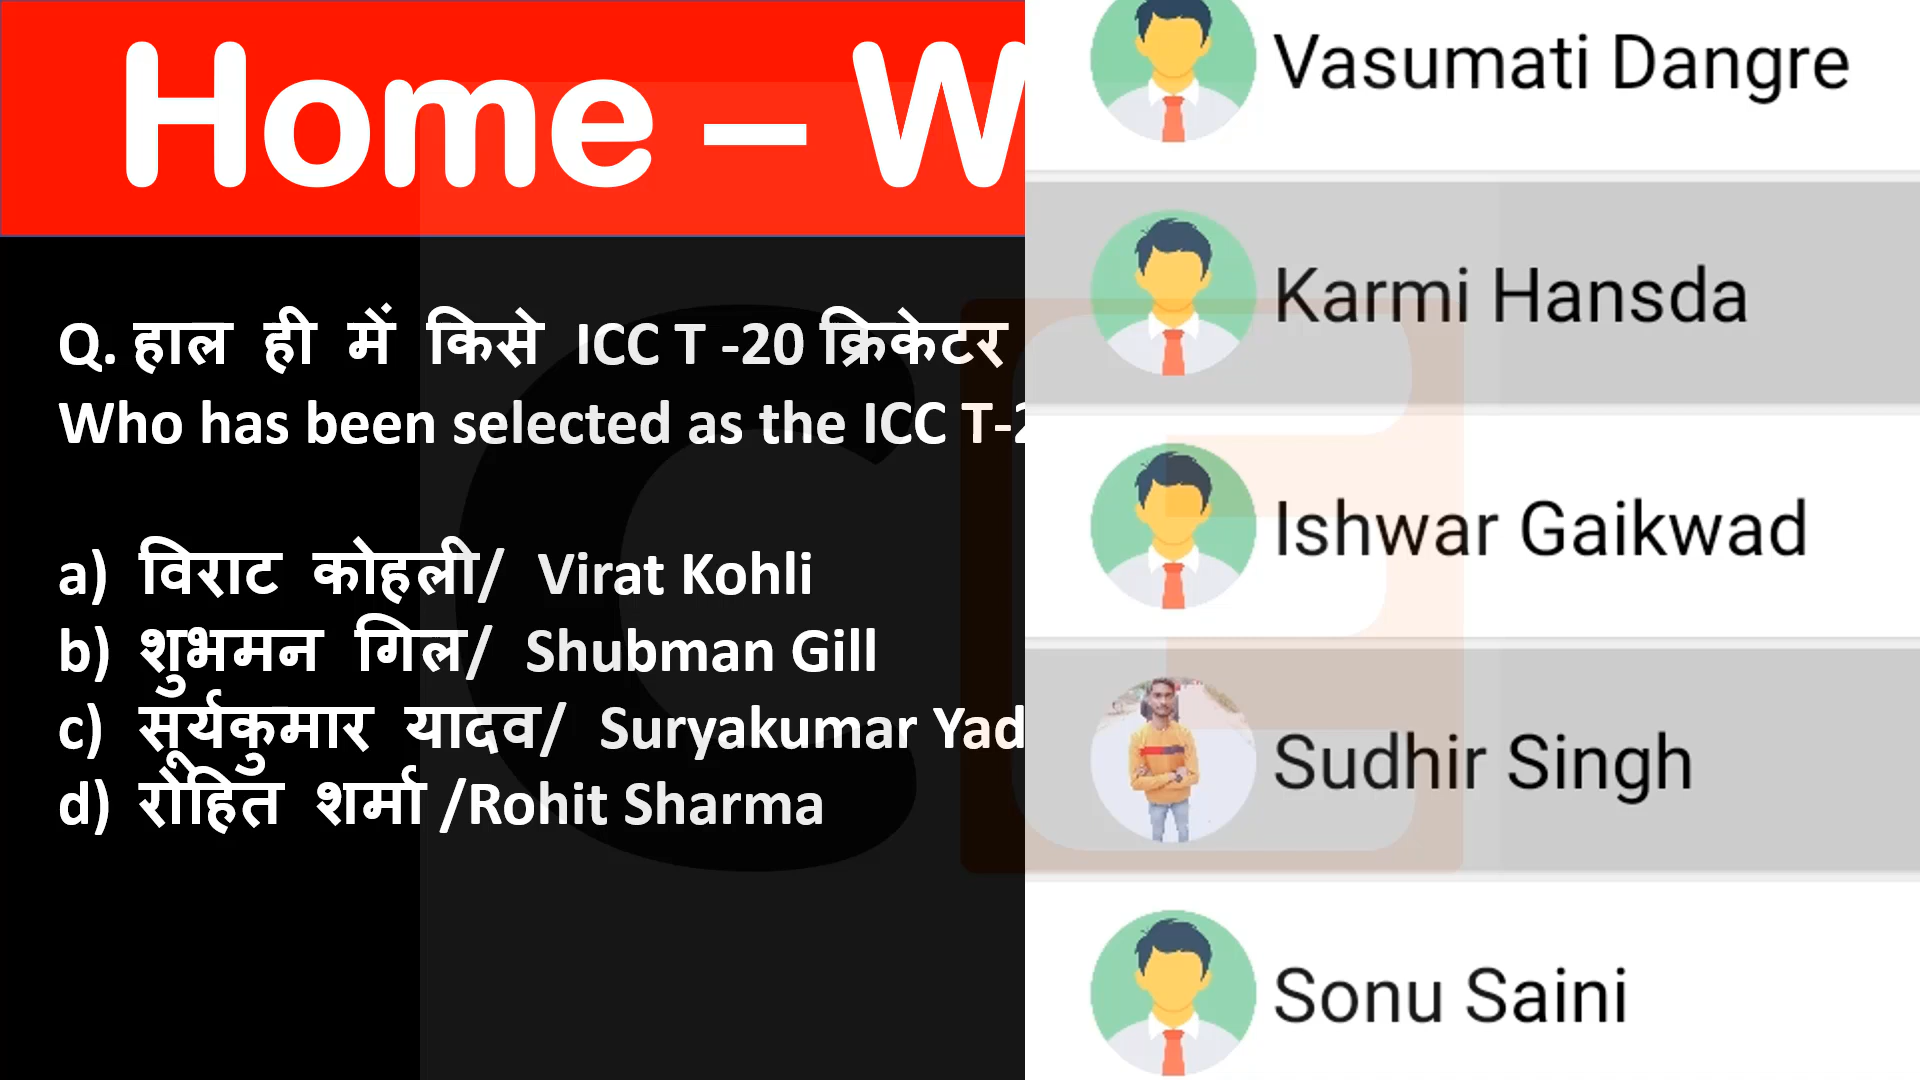 Home – W
Q. हाल ही में किसे ICC T -20 क्रिकेटर
Who has been selected as the ICC T-2
a) विराट कोहली/ Virat Kohli
b) शुभमन गिल/ Shubman Gill
c) सूर्यकुमार यादव/ Suryakumar Yad
d) रोहित शर्मा /Rohit Sharma
Vasumati Dangre
Karmi Hansda
Ishwar Gaikwad
Sudhir Singh
Sonu Saini